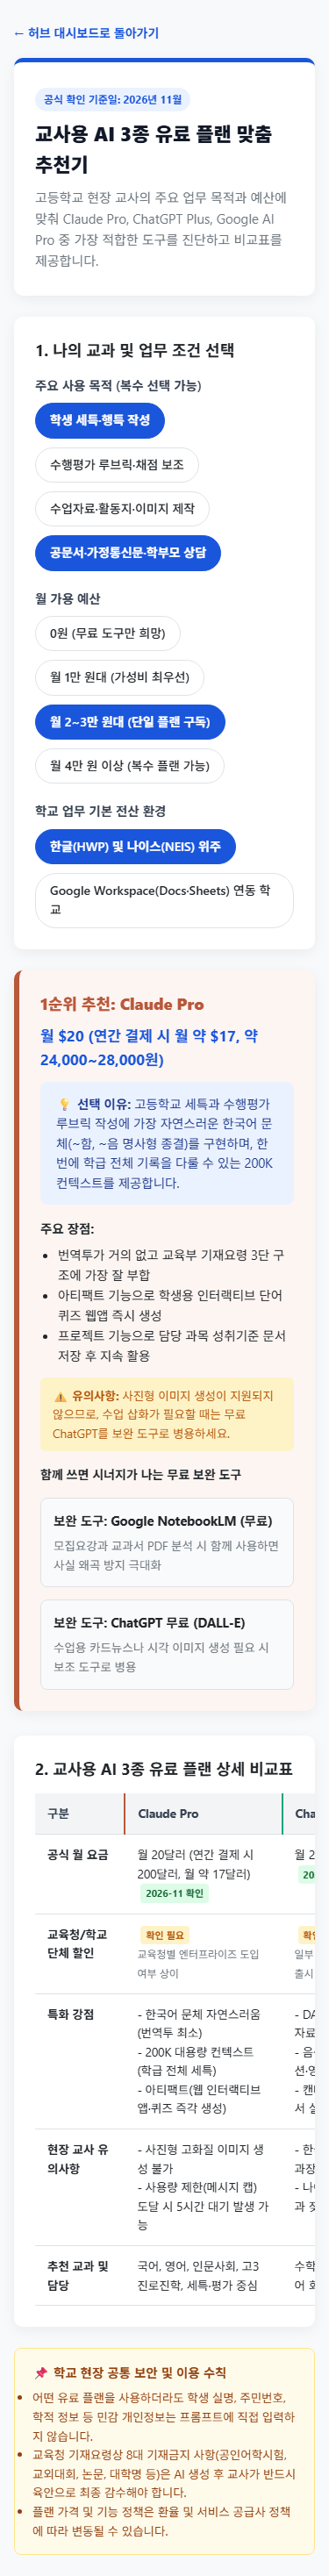 ← 허브 대시보드로 돌아가기
공식 확인 기준일: 2026년 11월
교사용 AI 3종 유료 플랜 맞춤
추천기
고등학교 현장 교사의 주요 업무 목적과 예산에
맞춰 Claude Pro, ChatGPT Plus, Google AI
Pro 중 가장 적합한 도구를 진단하고 비교표를
제공합니다.
1. 나의 교과 및 업무 조건 선택
주요 사용 목적 (복수 선택 가능)
학생 세특·행특 작성
수행평가 루브릭·채점 보조
수업자료·활동지·이미지 제작
공문서·가정통신문·학부모 상담
월 가용 예산
0원 (무료 도구만 희망)
월 1만 원대 (가성비 최우선)
월 2~3만 원대 (단일 플랜 구독)
월 4만 원 이상 (복수 플랜 가능)
학교 업무 기본 전산 환경
한글(HWP) 및 나이스(NEIS) 위주
Google Workspace(Docs·Sheets) 연동 학
교
1순위 추천: Claude Pro
월 $20 (연간 결제 시 월 약 $17, 약
24,000~28,000원)
💡 선택 이유: 고등학교 세특과 수행평가
루브릭 작성에 가장 자연스러운 한국어 문
체(~함, ~음 명사형 종결)를 구현하며, 한
번에 학급 전체 기록을 다룰 수 있는 200K
컨텍스트를 제공합니다.
주요 장점:
• 번역투가 거의 없고 교육부 기재요령 3단 구
조에 가장 잘 부합
• 아티팩트 기능으로 학생용 인터랙티브 단어
퀴즈 웹앱 즉시 생성
• 프로젝트 기능으로 담당 과목 성취기준 문서
저장 후 지속 활용
⚠️ 유의사항: 사진형 이미지 생성이 지원되지
않으므로, 수업 삽화가 필요할 때는 무료
ChatGPT를 보완 도구로 병용하세요.
함께 쓰면 시너지가 나는 무료 보완 도구
보완 도구: Google NotebookLM (무료)
모집요강과 교과서 PDF 분석 시 함께 사용하면
사실 왜곡 방지 극대화
보완 도구: ChatGPT 무료 (DALL-E)
수업용 카드뉴스나 시각 이미지 생성 필요 시
보조 도구로 병용
2. 교사용 AI 3종 유료 플랜 상세 비교표
구분 Claude Pro Cha
공식 월 요금 월 20달러 (연간 결제 시 월 2
200달러, 월 약 17달러) 20
2026-11 확인
교육청/학교 확인 필요 확인
단체 할인 교육청별 엔터프라이즈 도입 일부
여부 상이 출시
특화 강점 - 한국어 문체 자연스러움 - DA
(번역투 최소) 자료
- 200K 대용량 컨텍스트 - 음
(학급 전체 세특) 션·영
- 아티팩트(웹 인터랙티브 - 캔
앱·퀴즈 즉각 생성) 서 실
현장 교사 유 - 사진형 고화질 이미지 생 - 한
의사항 성 불가 과장
- 사용량 제한(메시지 캡) - 나이
도달 시 5시간 대기 발생 가 과 짓
능
추천 교과 및 국어, 영어, 인문사회, 고3 수학
담당 진로진학, 세특·평가 중심 어 회
📌 학교 현장 공통 보안 및 이용 수칙
• 어떤 유료 플랜을 사용하더라도 학생 실명, 주민번호,
학적 정보 등 민감 개인정보는 프롬프트에 직접 입력하
지 않습니다.
• 교육청 기재요령상 8대 기재금지 사항(공인어학시험,
교외대회, 논문, 대학명 등)은 AI 생성 후 교사가 반드시
육안으로 최종 감수해야 합니다.
• 플랜 가격 및 기능 정책은 환율 및 서비스 공급사 정책
에 따라 변동될 수 있습니다.